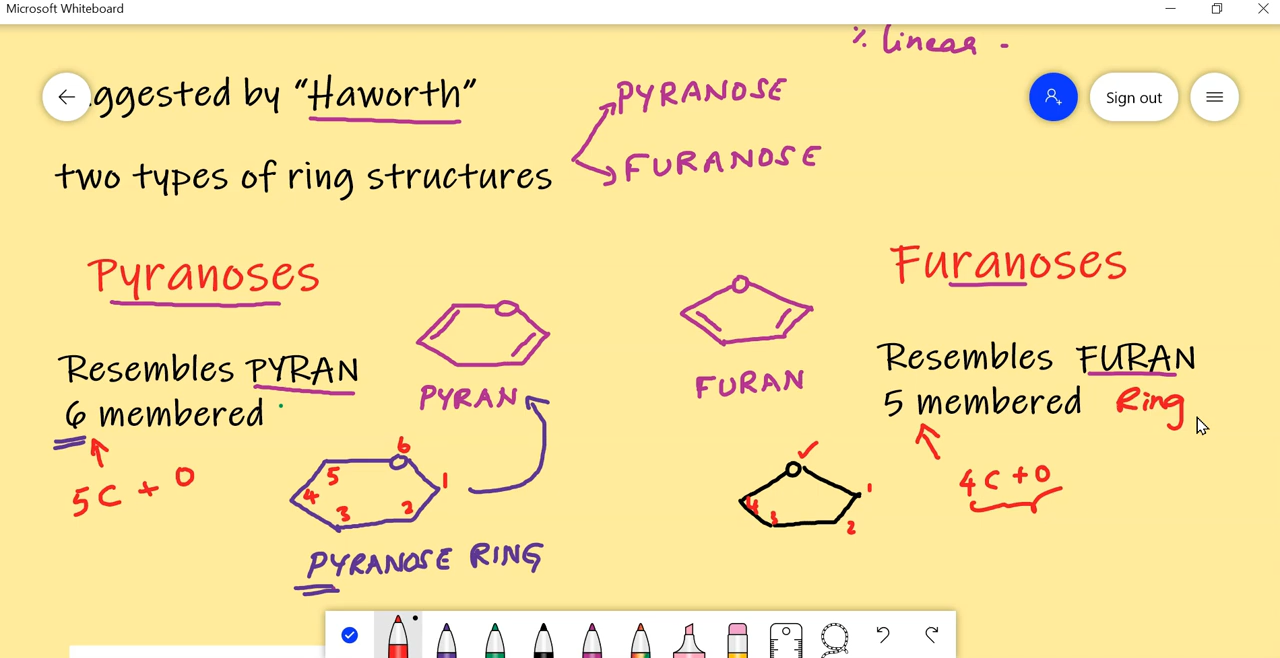 Microsoft Whiteboard
% linear -
ggested by "Haworth"
PYRANOSE
FURANOSE
two types of ring structures
Sign out
Pyranoses
Furanoses
Resembles PYRAN
6 membered
5C + O
PYRAN
FURAN
Resembles FURAN
5 membered Ring
4C + O
6
5
1
4
3
2
PYRANOSE RING
1
4
3
2